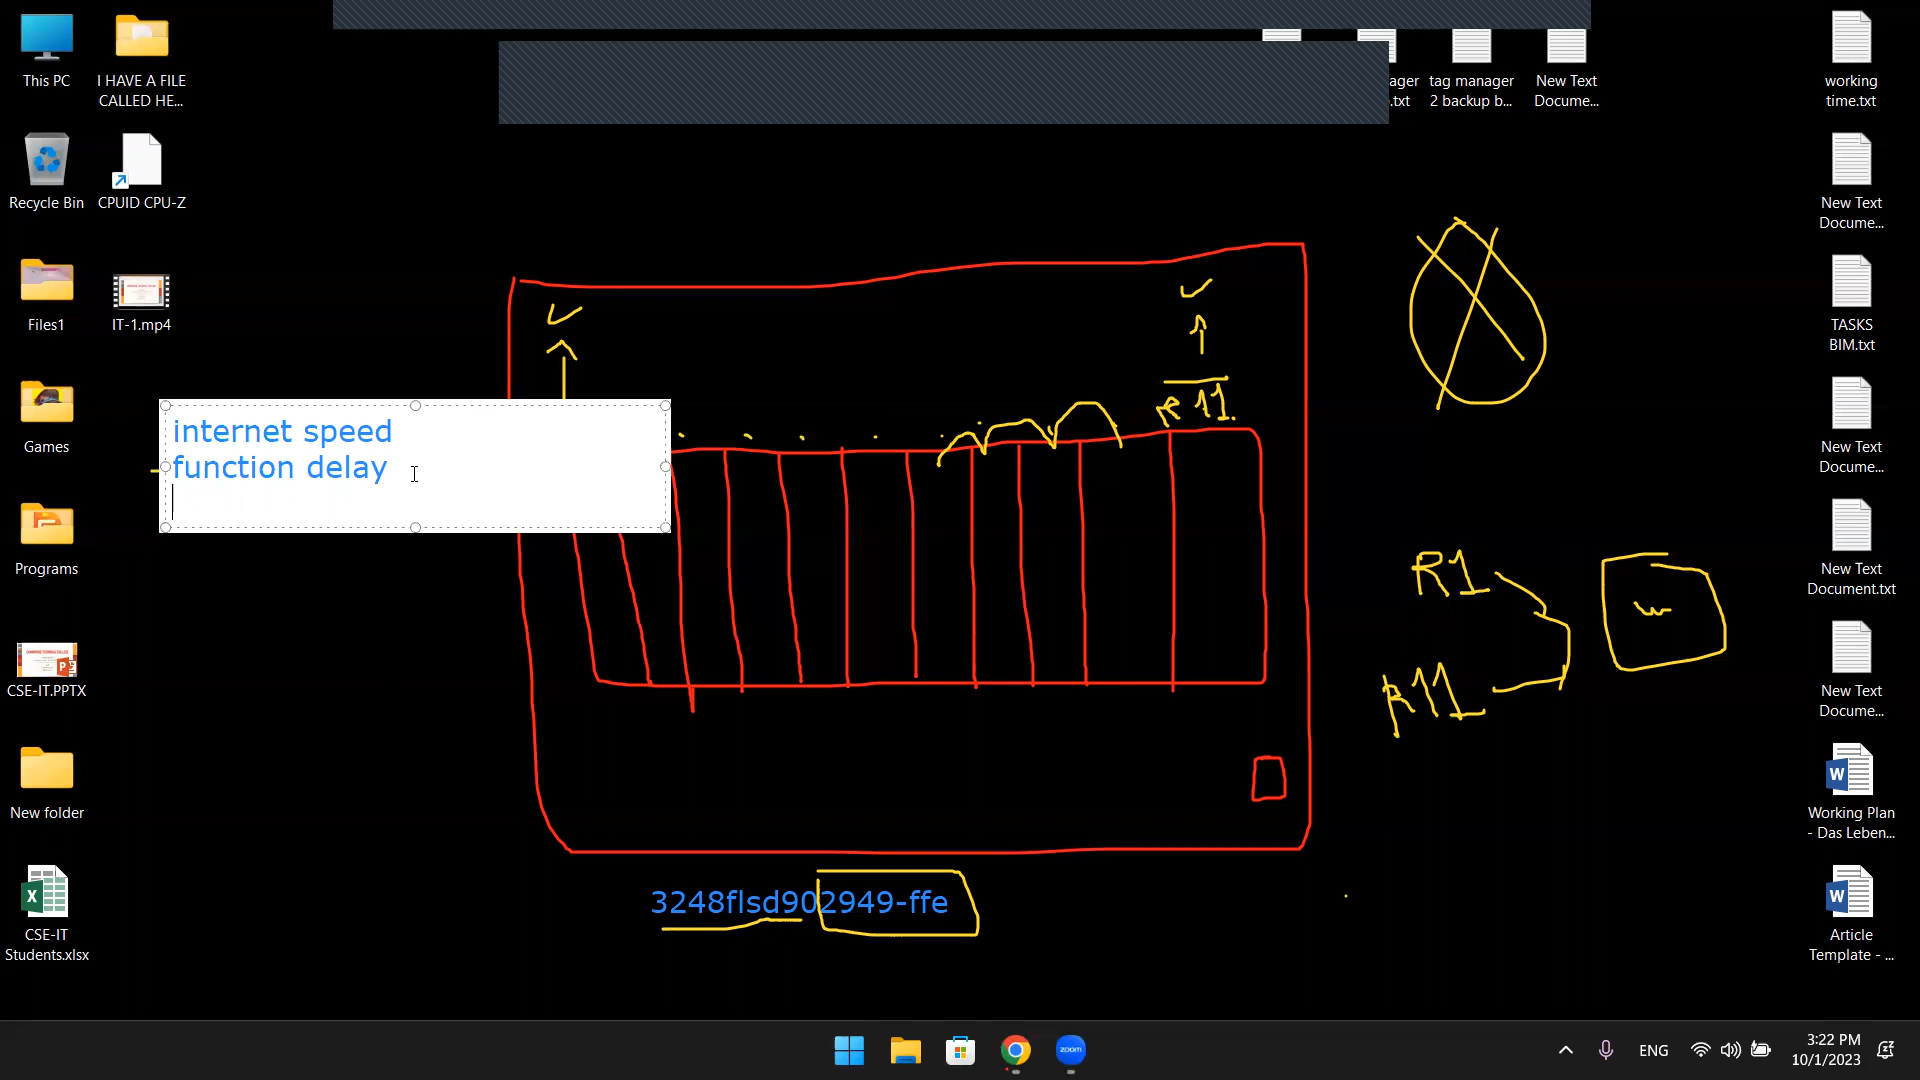 This PC
I HAVE A FILE
CALLED HE...
ager
.txt
tag manager
2 backup b...
New Text
Docume...
working
time.txt
Recycle Bin
CPUID CPU-Z
New Text
Docume...
Files1
IT-1.mp4
TASKS
BIM.txt
internet speed
function delay
Games
New Text
Docume...
R1
Programs
New Text
Document.txt
R11
CSE-IT.PPTX
New Text
Docume...
New folder
Working Plan
- Das Leben...
3248flsd902949-ffe
CSE-IT
Students.xlsx
Article
Template - ...
zoom
ENG
3:22 PM
10/1/2023